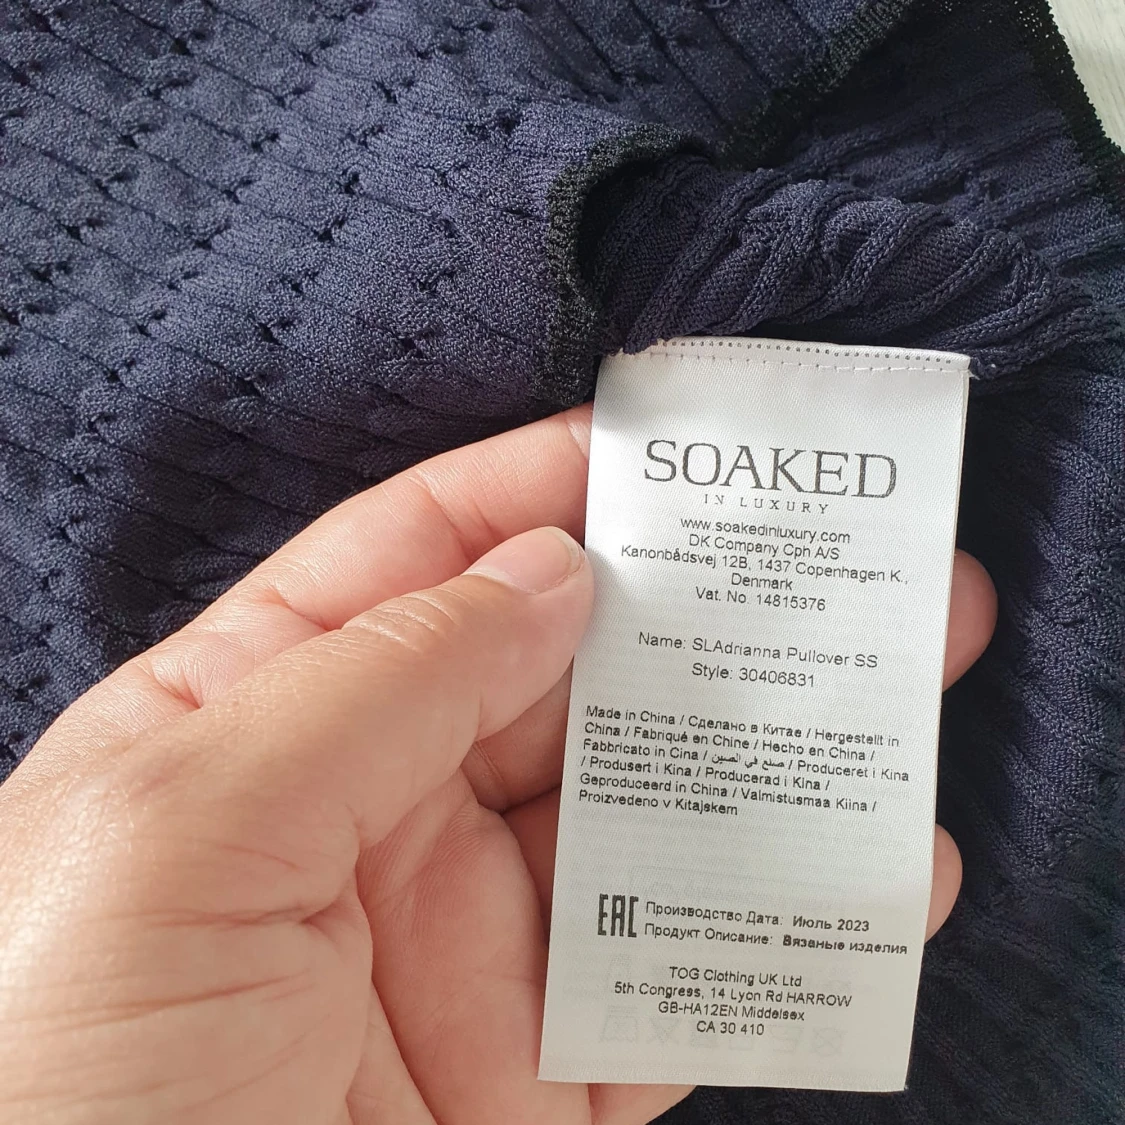 SOAKED
IN LUXURY
www.soakedinluxury.com
DK Company Cph A/S
Kanonbådsvej 12B, 1437 Copenhagen K.,
Denmark
Vat. No. 14815376
Name: SLAdrianna Pullover SS
Style: 30406831
Made in China / Сделано в Китае / Hergestellt in
China / Fabriqué en Chine / Hecho en China /
Fabbricato in Cina / صنع في الصين / Produceret i Kina
/ Produsert i Kina / Producerad i Kina /
Geproduceerd in China / Valmistusmaa Kiina /
Proizvedeno v Kitajskem
EAC Производство Дата: Июль 2023
Продукт Описание: Вязаные изделия
TOG Clothing UK Ltd
5th Congress, 14 Lyon Rd HARROW
GB-HA12EN Middelsex
CA 30 410